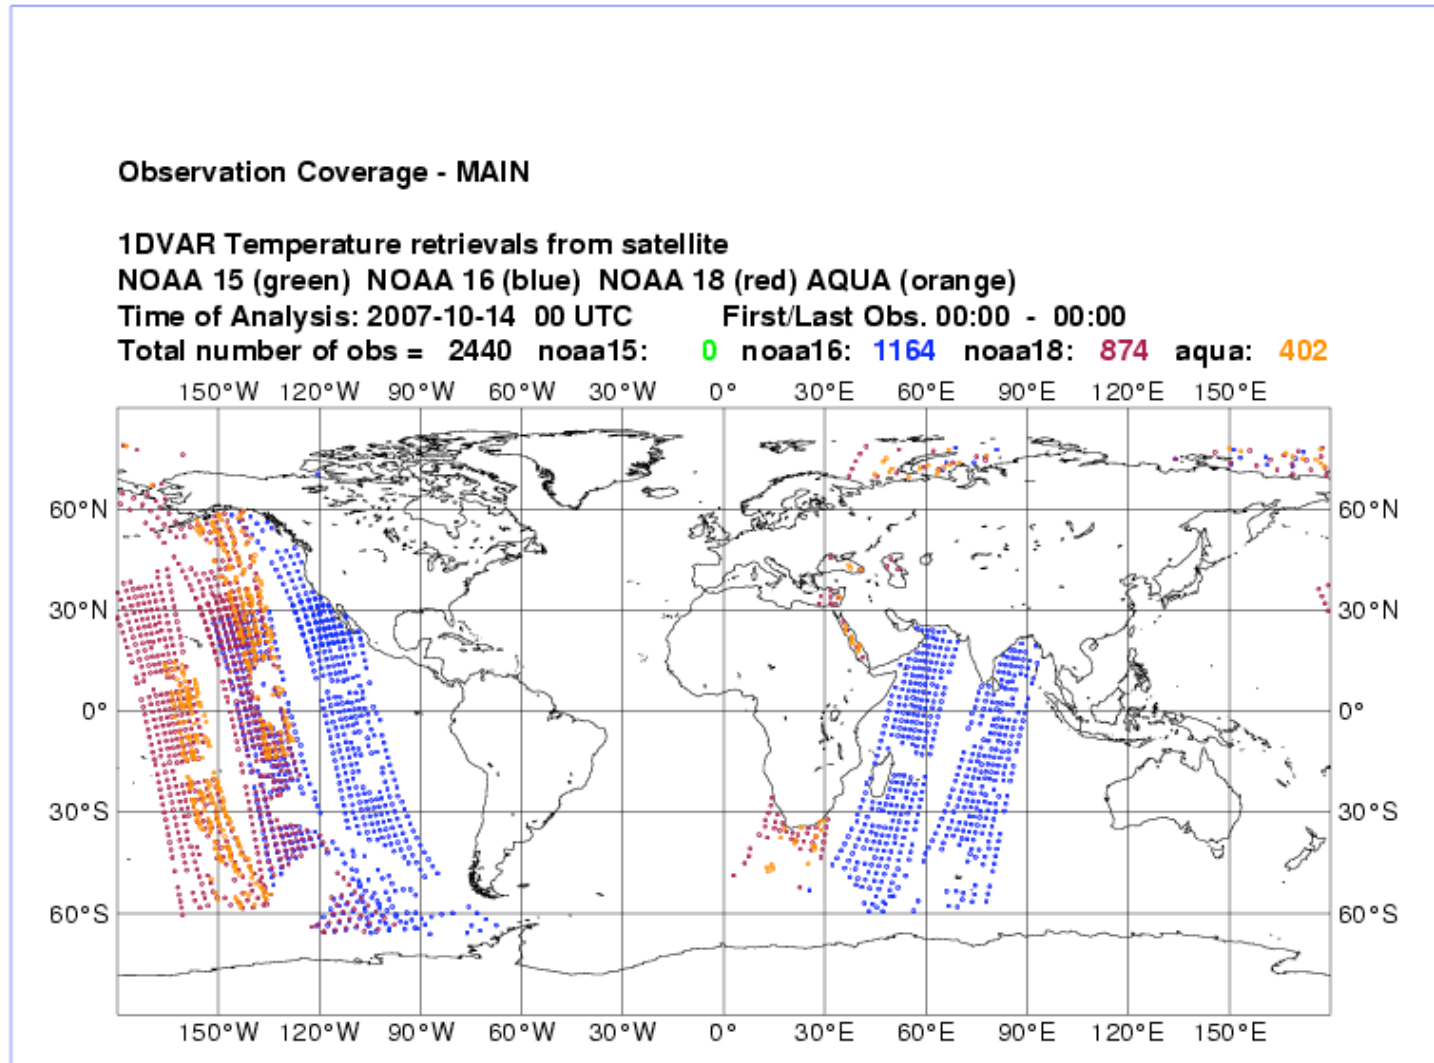 Observation Coverage - MAIN
1DVAR Temperature retrievals from satellite
NOAA 15 (green) NOAA 16 (blue) NOAA 18 (red) AQUA (orange)
Time of Analysis: 2007-10-14 00 UTC First/Last Obs. 00:00 - 00:00
Total number of obs = 2440 noaa15: 0 noaa16: 1164 noaa18: 874 aqua: 402
150°W 120°W 90°W 60°W 30°W 0° 30°E 60°E 90°E 120°E 150°E
60°N 60°N
30°N 30°N
0° 0°
30°S 30°S
60°S 60°S
150°W 120°W 90°W 60°W 30°W 0° 30°E 60°E 90°E 120°E 150°E